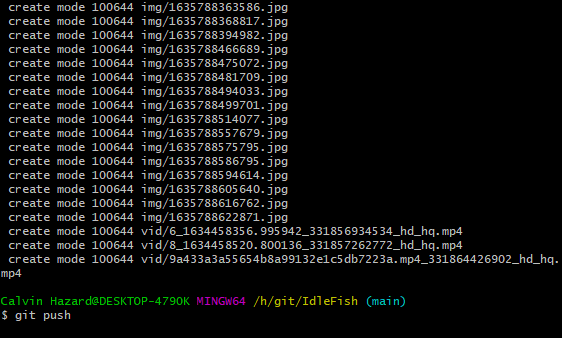 create mode 100644 img/1635788363586.jpg
create mode 100644 img/1635788368817.jpg
create mode 100644 img/1635788394982.jpg
create mode 100644 img/1635788466689.jpg
create mode 100644 img/1635788475072.jpg
create mode 100644 img/1635788481709.jpg
create mode 100644 img/1635788494033.jpg
create mode 100644 img/1635788499701.jpg
create mode 100644 img/1635788514077.jpg
create mode 100644 img/1635788557679.jpg
create mode 100644 img/1635788575795.jpg
create mode 100644 img/1635788586795.jpg
create mode 100644 img/1635788594614.jpg
create mode 100644 img/1635788605640.jpg
create mode 100644 img/1635788616762.jpg
create mode 100644 img/1635788622871.jpg
create mode 100644 vid/6_1634458356.995942_331856934534_hd_hq.mp4
create mode 100644 vid/8_1634458520.800136_331857262772_hd_hq.mp4
create mode 100644 vid/9a433a3a55654b8a99132e1c5db7223a.mp4_331864426902_hd_hq.
mp4
Calvin Hazard@DESKTOP-479OK MINGW64 /h/git/IdleFish (main)
$ git push